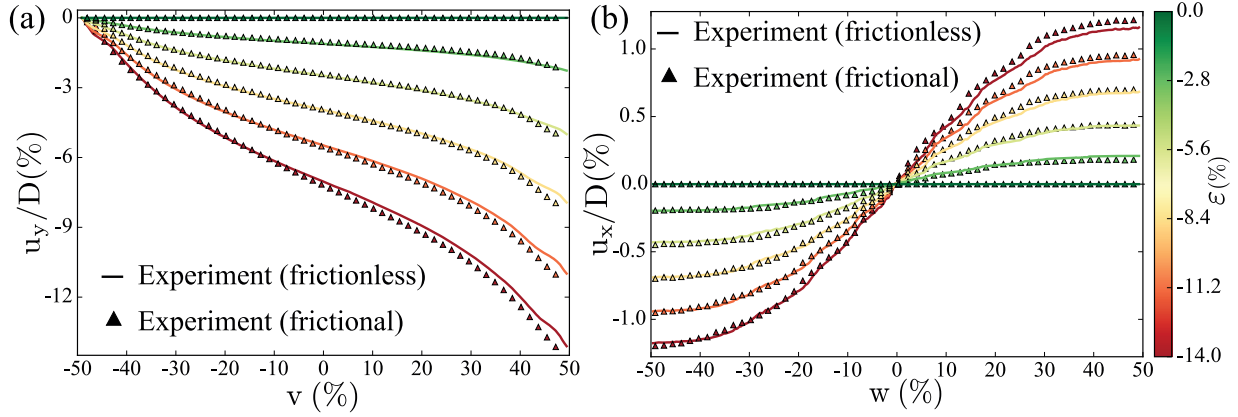 (a)
0
-3
-6
-9
-12
u_y/D(%)
Experiment (frictionless)
Experiment (frictional)
-50 -40 -30 -20 -10 0 10 20 30 40 50
v (%)
(b)
1.0
0.5
0.0
-0.5
-1.0
u_x/D(%)
Experiment (frictionless)
Experiment (frictional)
-50 -40 -30 -20 -10 0 10 20 30 40 50
w (%)
0.0
-2.8
-5.6
-8.4
-11.2
-14.0
ε(%)